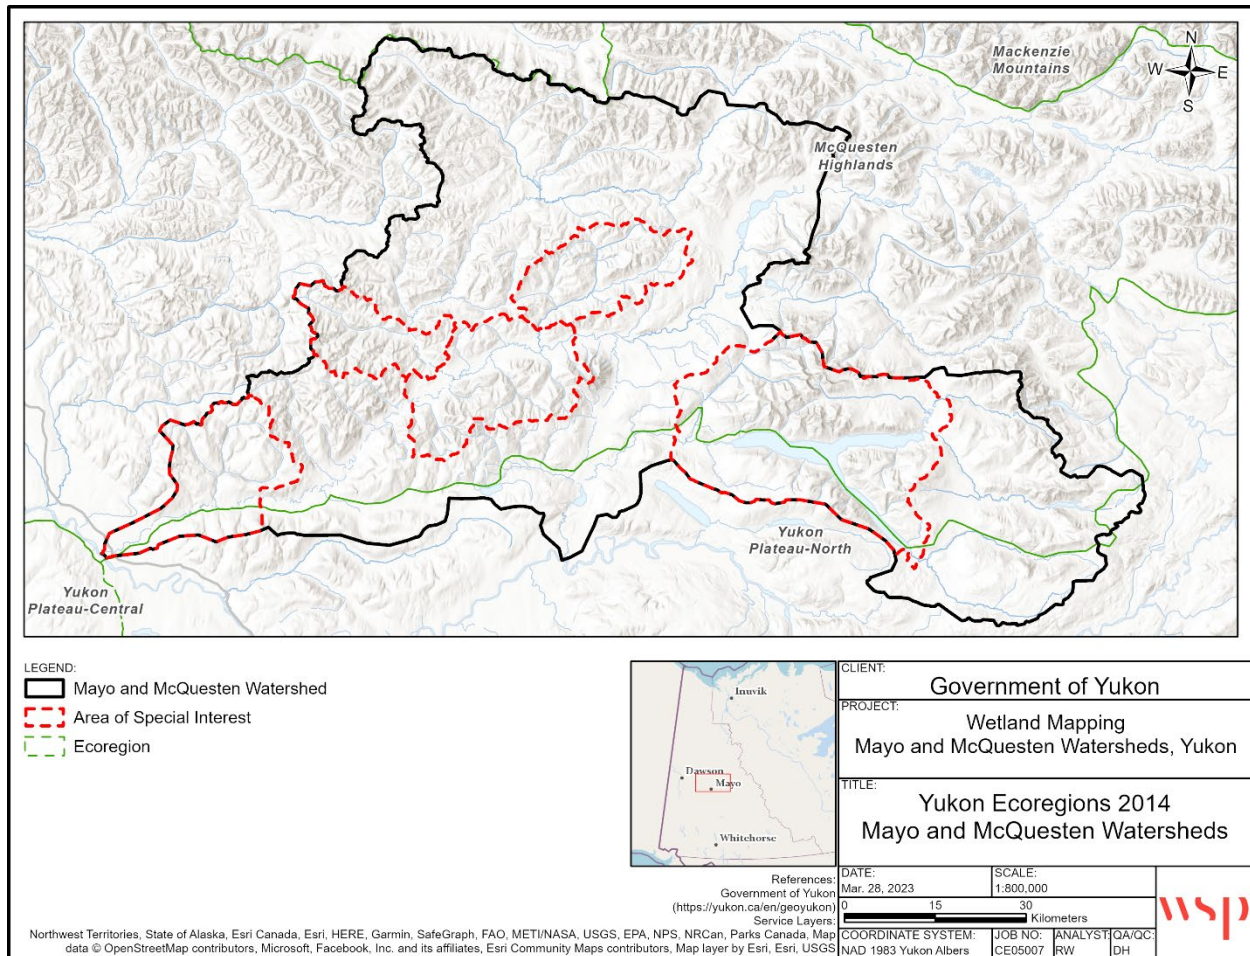 Mackenzie
Mountains
N
W
E
S
McQuesten
Highlands
Yukon
Plateau-North
Yukon
Plateau-Central
LEGEND:
Mayo and McQuesten Watershed
Area of Special Interest
Ecoregion
Inuvik
Dawson
Mayo
Whitehorse
References:
Government of Yukon
(https://yukon.ca/en/geoyukon)
Service Layers:
Northwest Territories, State of Alaska, Esri Canada, Esri, HERE, Garmin, SafeGraph, FAO, METI/NASA, USGS, EPA, NPS, NRCan, Parks Canada, Map
data © OpenStreetMap contributors, Microsoft, Facebook, Inc. and its affiliates, Esri Community Maps contributors, Map layer by Esri, Esri, USGS
CLIENT:
Government of Yukon
PROJECT:
Wetland Mapping
Mayo and McQuesten Watersheds, Yukon
TITLE:
Yukon Ecoregions 2014
Mayo and McQuesten Watersheds
DATE:
Mar. 28, 2023
SCALE:
1:800,000
0 15 30
Kilometers
COORDINATE SYSTEM:
NAD 1983 Yukon Albers
JOB NO:
CE05007
ANALYST:
RW
QA/QC:
DH
wsp